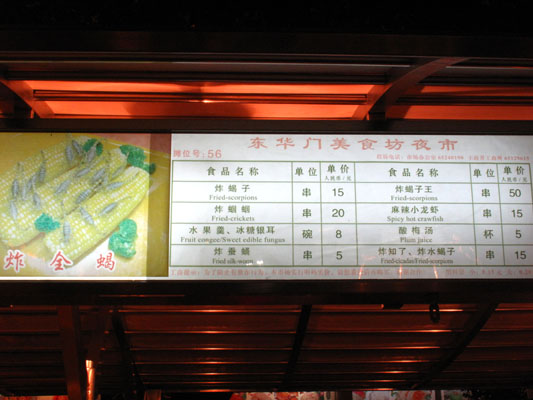 东华门美食坊夜市
摊位号: 56
食品名称 单位 单价 食品名称 单位 单价
人民币/元 人民币/元
炸蝎子 串 15 炸蝎子王 串 50
Fried-scorpions Fried-scorpions
炸蝈蝈 串 20 麻辣小龙虾 串 15
Fried-crickets Spicy hot crawfish
水果羹、冰糖银耳 碗 8 酸梅汤 杯 5
Fruit congee/Sweet edible fungus Plum juice
炸蚕蛹 串 5 炸知了、炸水蝎子 串 15
Fried silk-worm Fried-cicadas/Fried-scorpions
炸全蝎